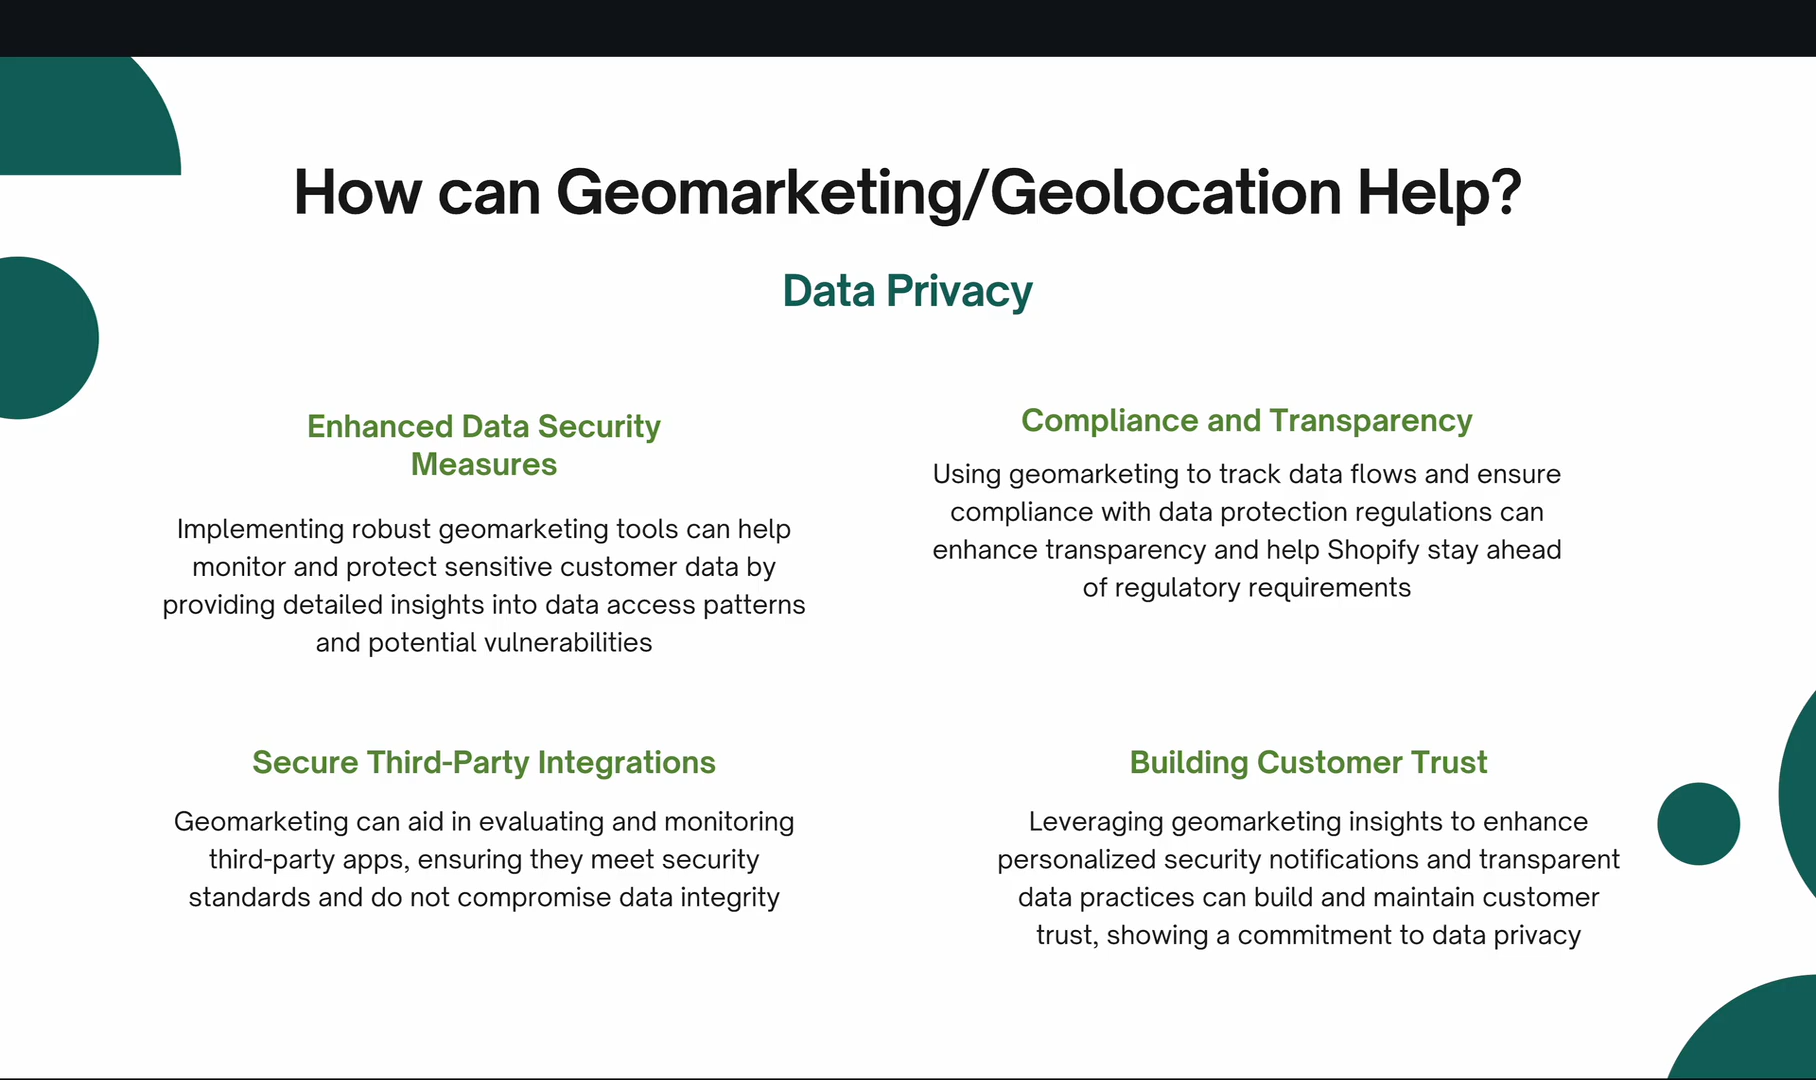 How can Geomarketing/Geolocation Help?
Data Privacy
Enhanced Data Security
Measures
Implementing robust geomarketing tools can help
monitor and protect sensitive customer data by
providing detailed insights into data access patterns
and potential vulnerabilities
Compliance and Transparency
Using geomarketing to track data flows and ensure
compliance with data protection regulations can
enhance transparency and help Shopify stay ahead
of regulatory requirements
Secure Third-Party Integrations
Geomarketing can aid in evaluating and monitoring
third-party apps, ensuring they meet security
standards and do not compromise data integrity
Building Customer Trust
Leveraging geomarketing insights to enhance
personalized security notifications and transparent
data practices can build and maintain customer
trust, showing a commitment to data privacy